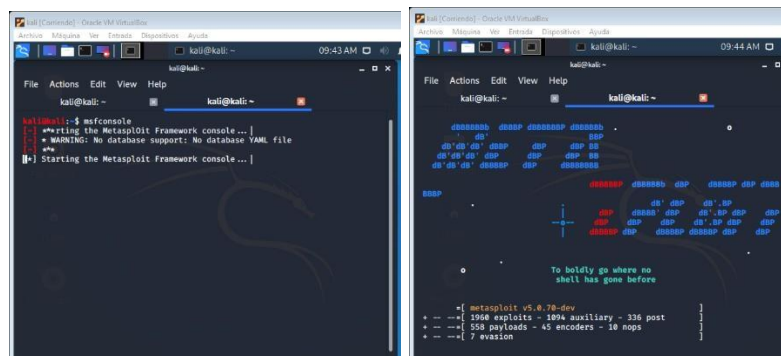 kali [Corriendo] - Oracle VM VirtualBox
Archivo Máquina Ver Entrada Dispositivos Ayuda
kali@kali: ~
09:43 AM
kali@kali: ~
File Actions Edit View Help
kali@kali: ~
kali@kali: ~
kali@kali:~$ msfconsole
[-] ***rting the MetasplOit Framework console...|
[-] * WARNING: No database support: No database YAML file
[-] ***
[*] Starting the Metasploit Framework console...|
kali [Corriendo] - Oracle VM VirtualBox
Archivo Máquina Ver Entrada Dispositivos Ayuda
kali@kali: ~
09:44 AM
kali@kali: ~
File Actions Edit View Help
kali@kali: ~
kali@kali: ~
To boldly go where no
shell has gone before
=[ metasploit v5.0.70-dev ]
+ -- --=[ 1960 exploits - 1094 auxiliary - 336 post ]
+ -- --=[ 558 payloads - 45 encoders - 10 nops ]
+ -- --=[ 7 evasion ]